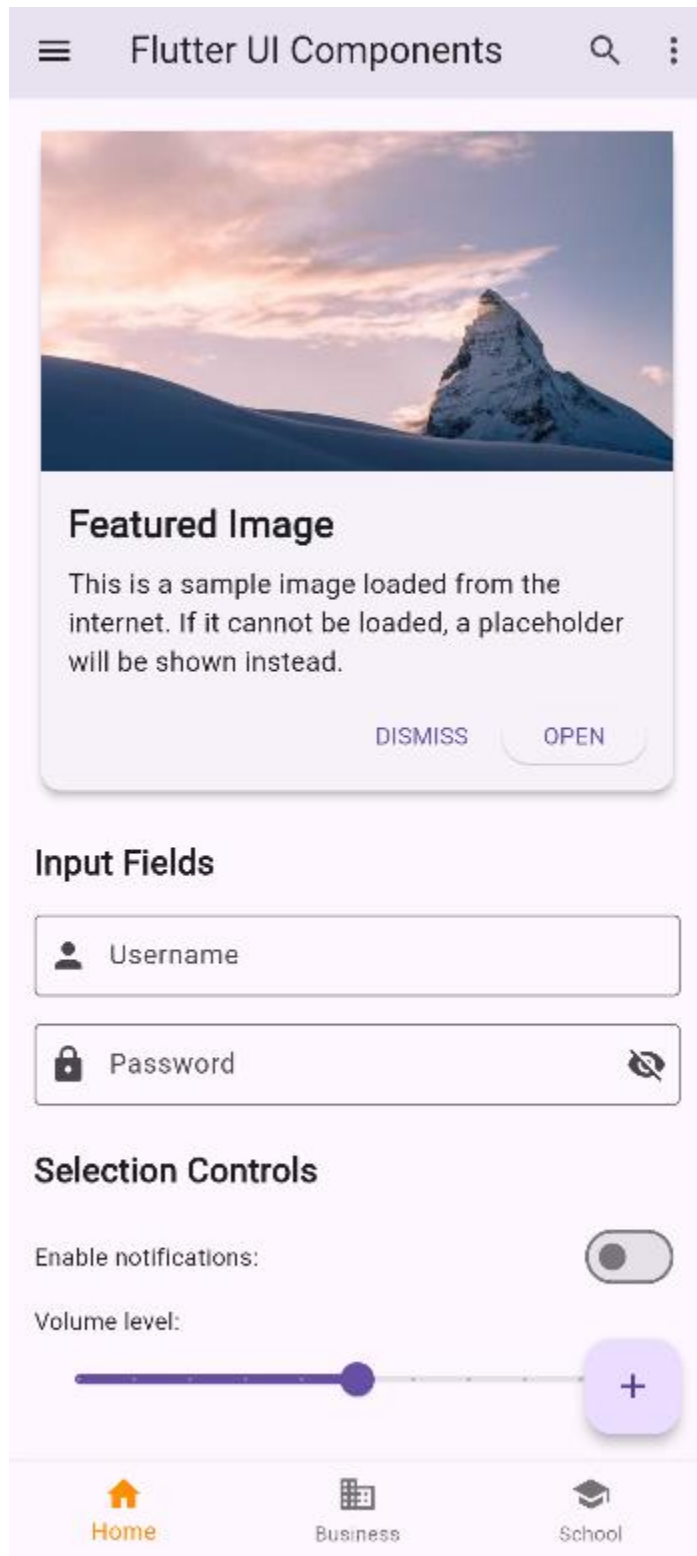 Flutter UI Components
Featured Image
This is a sample image loaded from the
internet. If it cannot be loaded, a placeholder
will be shown instead.
DISMISS OPEN
Input Fields
Username
Password
Selection Controls
Enable notifications:
Volume level:
Home Business School